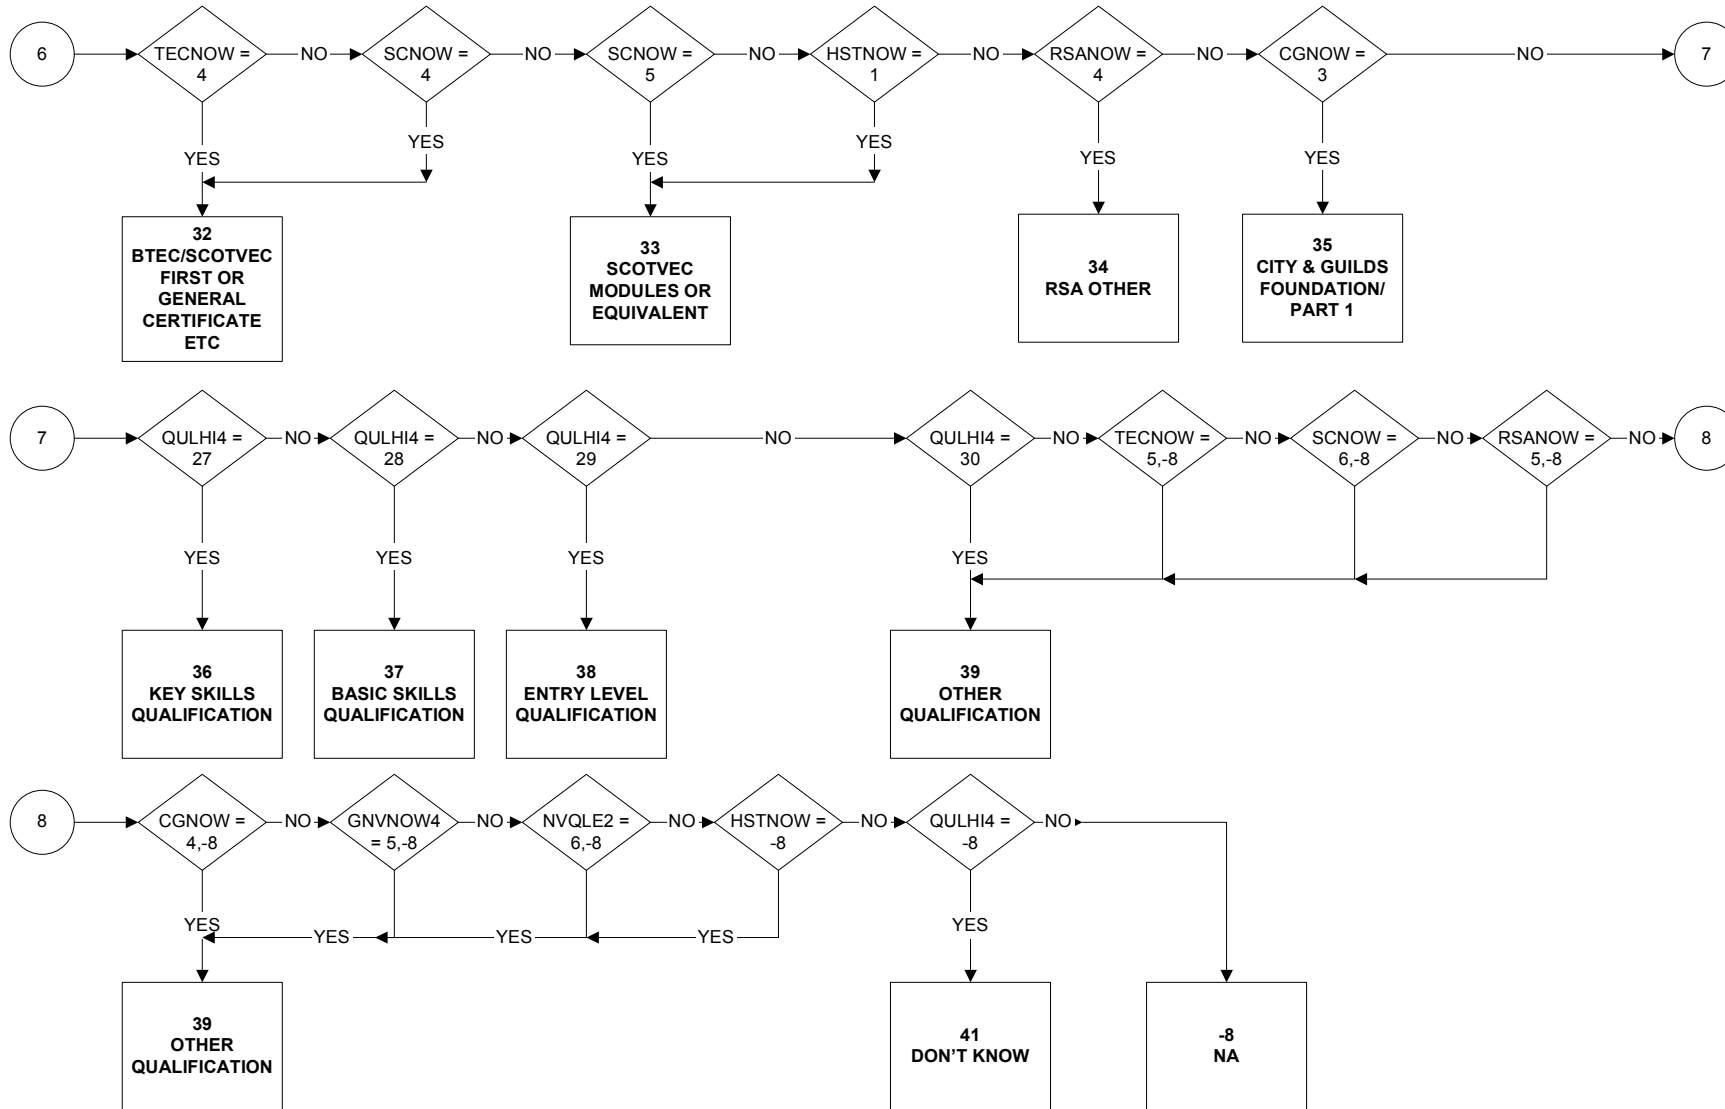 6
TECNOW =
4
NO
SCNOW =
4
NO
SCNOW =
5
NO
HSTNOW =
1
NO
RSANOW =
4
NO
CGNOW =
3
NO
7
YES
YES
YES
YES
YES
YES
32
BTEC/SCOTVEC
FIRST OR
GENERAL
CERTIFICATE
ETC
33
SCOTVEC
MODULES OR
EQUIVALENT
34
RSA OTHER
35
CITY & GUILDS
FOUNDATION/
PART 1
7
QULHI4 =
27
NO
QULHI4 =
28
NO
QULHI4 =
29
NO
QULHI4 =
30
NO
TECNOW =
5,-8
NO
SCNOW =
6,-8
NO
RSANOW =
5,-8
NO
8
YES
YES
YES
YES
36
KEY SKILLS
QUALIFICATION
37
BASIC SKILLS
QUALIFICATION
38
ENTRY LEVEL
QUALIFICATION
39
OTHER
QUALIFICATION
8
CGNOW =
4,-8
NO
GNVNOW4
= 5,-8
NO
NVQLE2 =
6,-8
NO
HSTNOW =
-8
NO
QULHI4 =
-8
NO
YES
YES
YES
YES
YES
39
OTHER
QUALIFICATION
41
DON'T KNOW
-8
NA